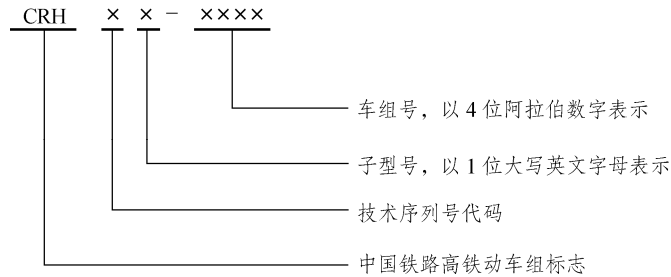 CRH × × - ××××
车组号，以 4 位阿拉伯数字表示
子型号，以 1 位大写英文字母表示
技术序列号代码
中国铁路高铁动车组标志